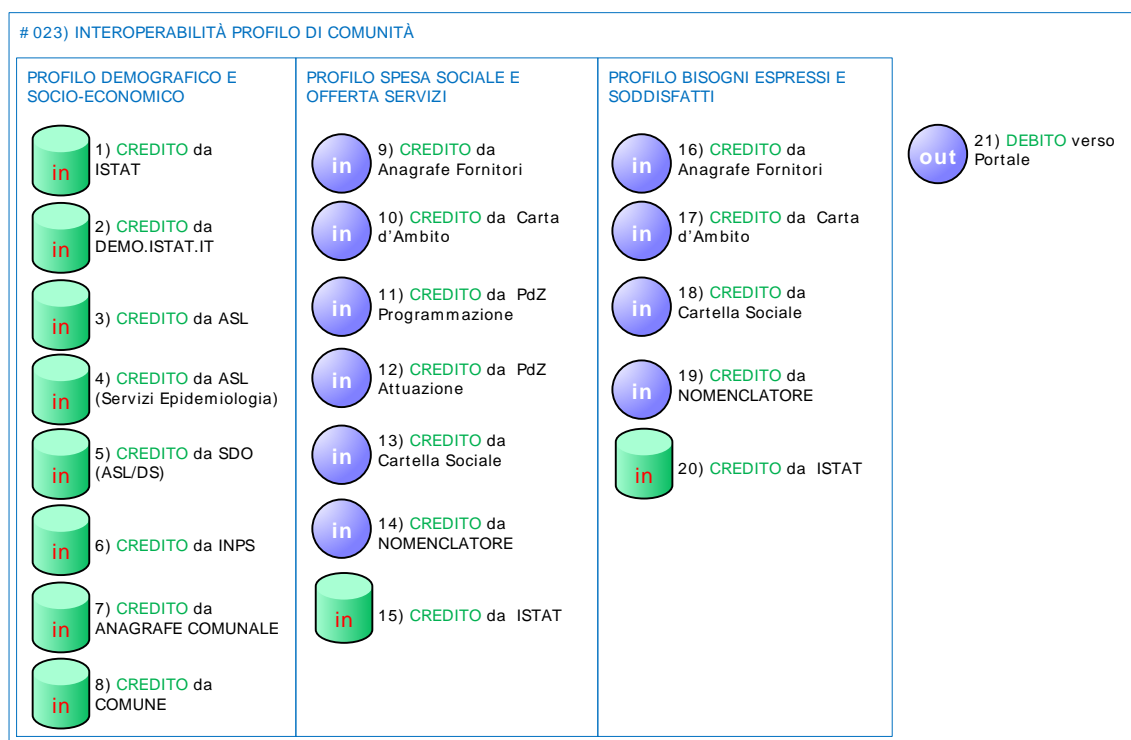 # 023) INTEROPERABILITÀ PROFILO DI COMUNITÀ
PROFILO DEMOGRAFICO E
SOCIO-ECONOMICO
in
1) CREDITO da
ISTAT
in
2) CREDITO da
DEMO.ISTAT.IT
in
3) CREDITO da ASL
in
4) CREDITO da ASL
(Servizi Epidemiologia)
in
5) CREDITO da SDO
(ASL/DS)
in
6) CREDITO da INPS
in
7) CREDITO da
ANAGRAFE COMUNALE
in
8) CREDITO da
COMUNE
PROFILO SPESA SOCIALE E
OFFERTA SERVIZI
in
9) CREDITO da
Anagrafe Fornitori
in
10) CREDITO da Carta
d'Ambito
in
11) CREDITO da PdZ
Programmazione
in
12) CREDITO da PdZ
Attuazione
in
13) CREDITO da
Cartella Sociale
in
14) CREDITO da
NOMENCLATORE
in
15) CREDITO da ISTAT
PROFILO BISOGNI ESPRESSI E
SODDISFATTI
in
16) CREDITO da
Anagrafe Fornitori
in
17) CREDITO da Carta
d'Ambito
in
18) CREDITO da
Cartella Sociale
in
19) CREDITO da
NOMENCLATORE
in
20) CREDITO da ISTAT
out
21) DEBITO verso
Portale